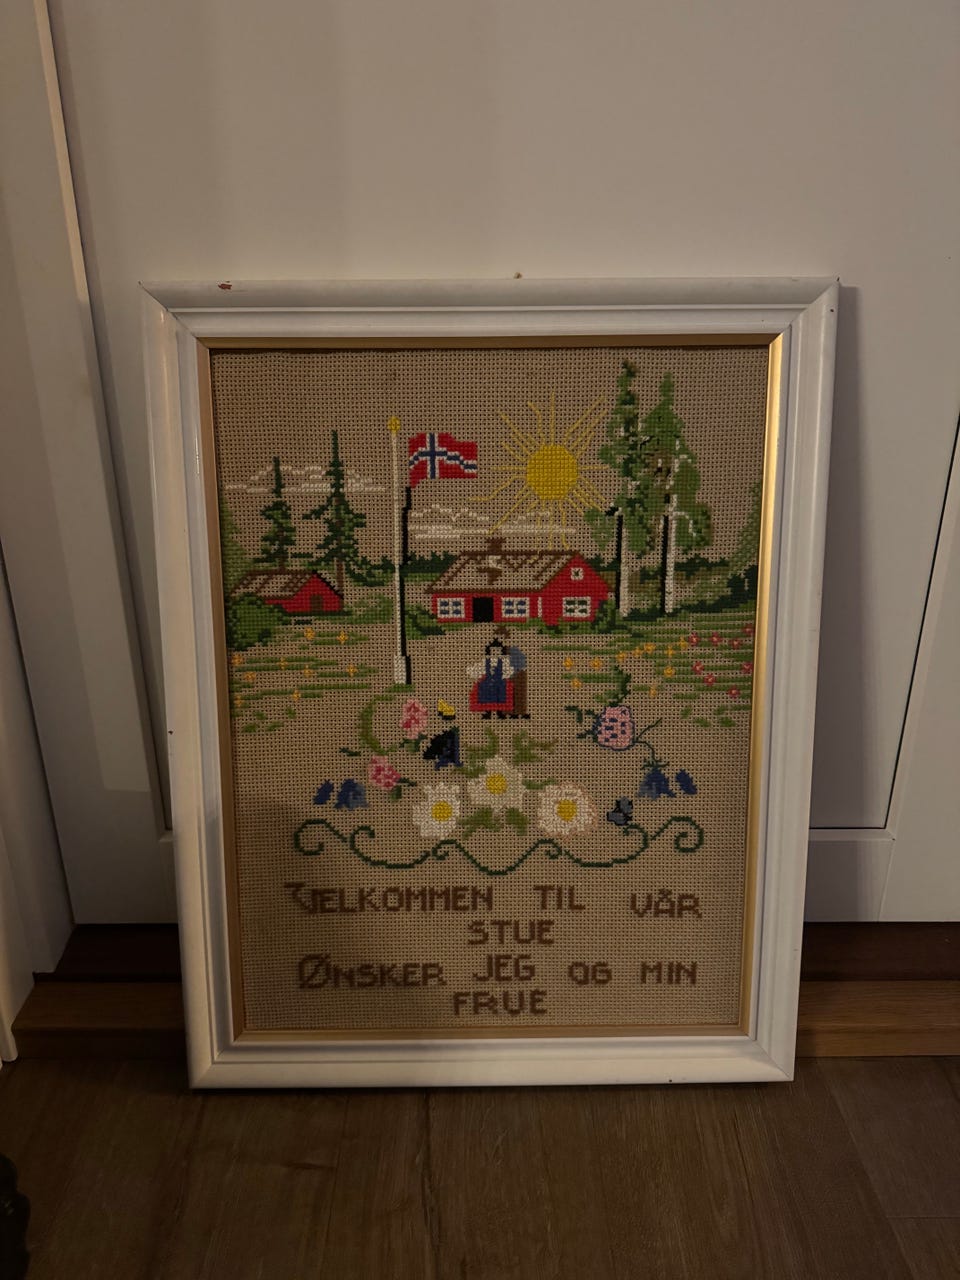 VELKOMMEN TIL VÅR
STUE
ØNSKER JEG OG MIN
FRUE